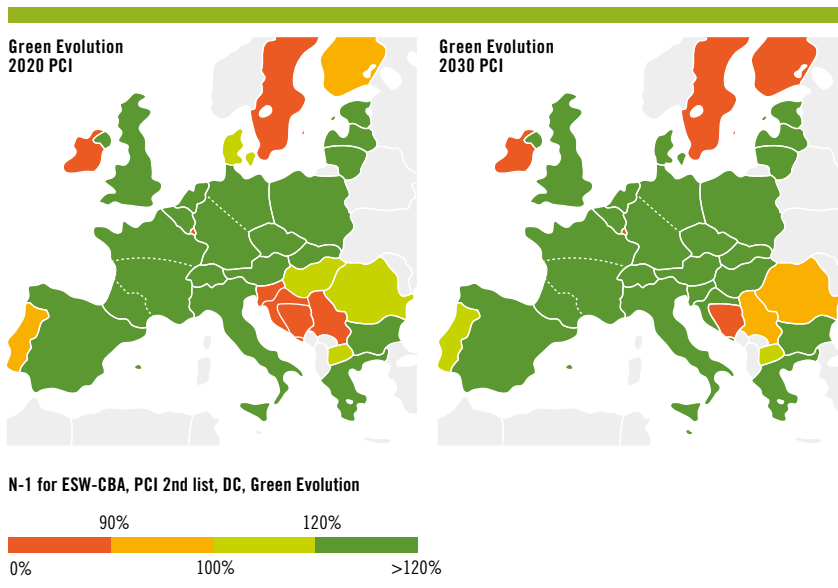 Green Evolution
2020 PCI
Green Evolution
2030 PCI
N-1 for ESW-CBA, PCI 2nd list, DC, Green Evolution
90%
120%
0%
100%
>120%